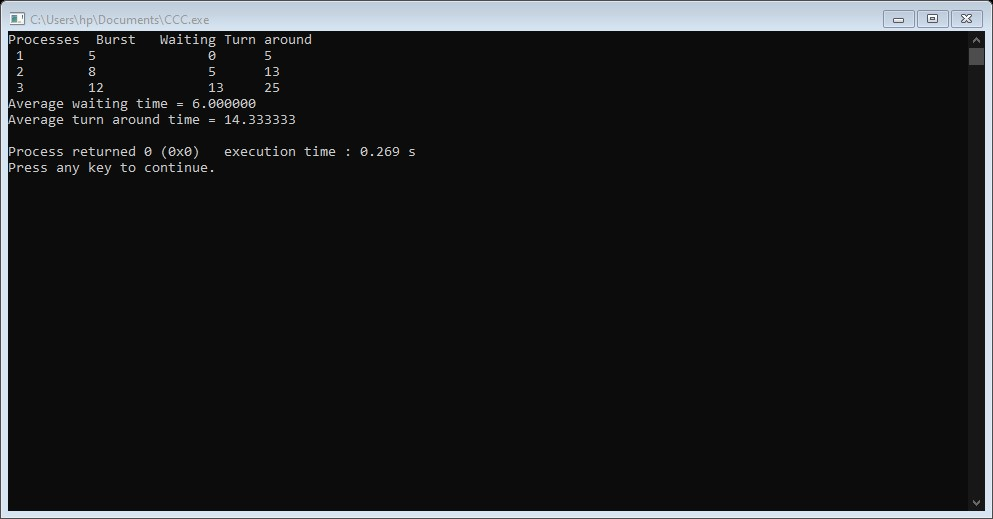 C:\Users\hp\Documents\CCC.exe
Processes  Burst   Waiting Turn around
 1        5              0      5
 2        8              5      13
 3        12             13     25
Average waiting time = 6.000000
Average turn around time = 14.333333
Process returned 0 (0x0)   execution time : 0.269 s
Press any key to continue.